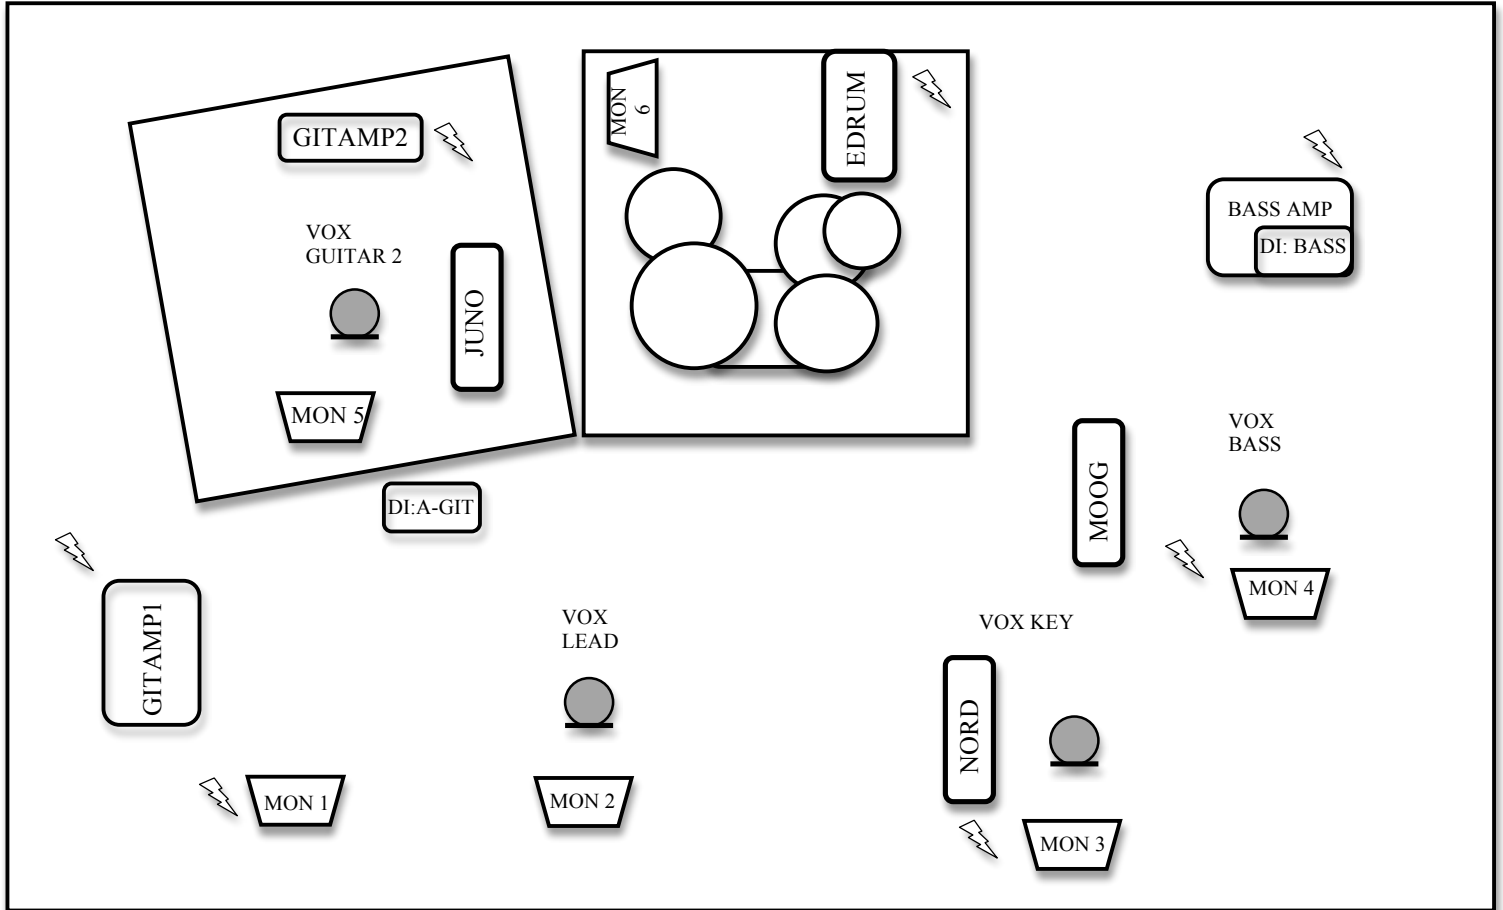 MON
6
EDRUM
GITAMP2
VOX
GUITAR 2
JUNO
MON 5
DI:A-GIT
BASS AMP
DI: BASS
VOX
BASS
MOOG
MON 4
GITAMP1
VOX
LEAD
VOX KEY
NORD
MON 1
MON 2
MON 3